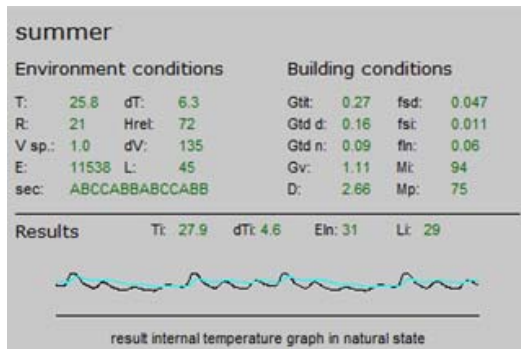 summer
Environment conditions Building conditions
T: 25.8 dT: 6.3 Gtit: 0.27 fsd: 0.047
R: 21 Hrel: 72 Gtd d: 0.16 fsi: 0.011
V sp.: 1.0 dV: 135 Gtd n: 0.09 fln: 0.06
E: 11538 L: 45 Gv: 1.11 Mi: 94
sec: ABCCABBABCCABB D: 2.66 Mp: 75
Results Ti: 27.9 dTi: 4.6 Eln: 31 Li: 29
result internal temperature graph in natural state